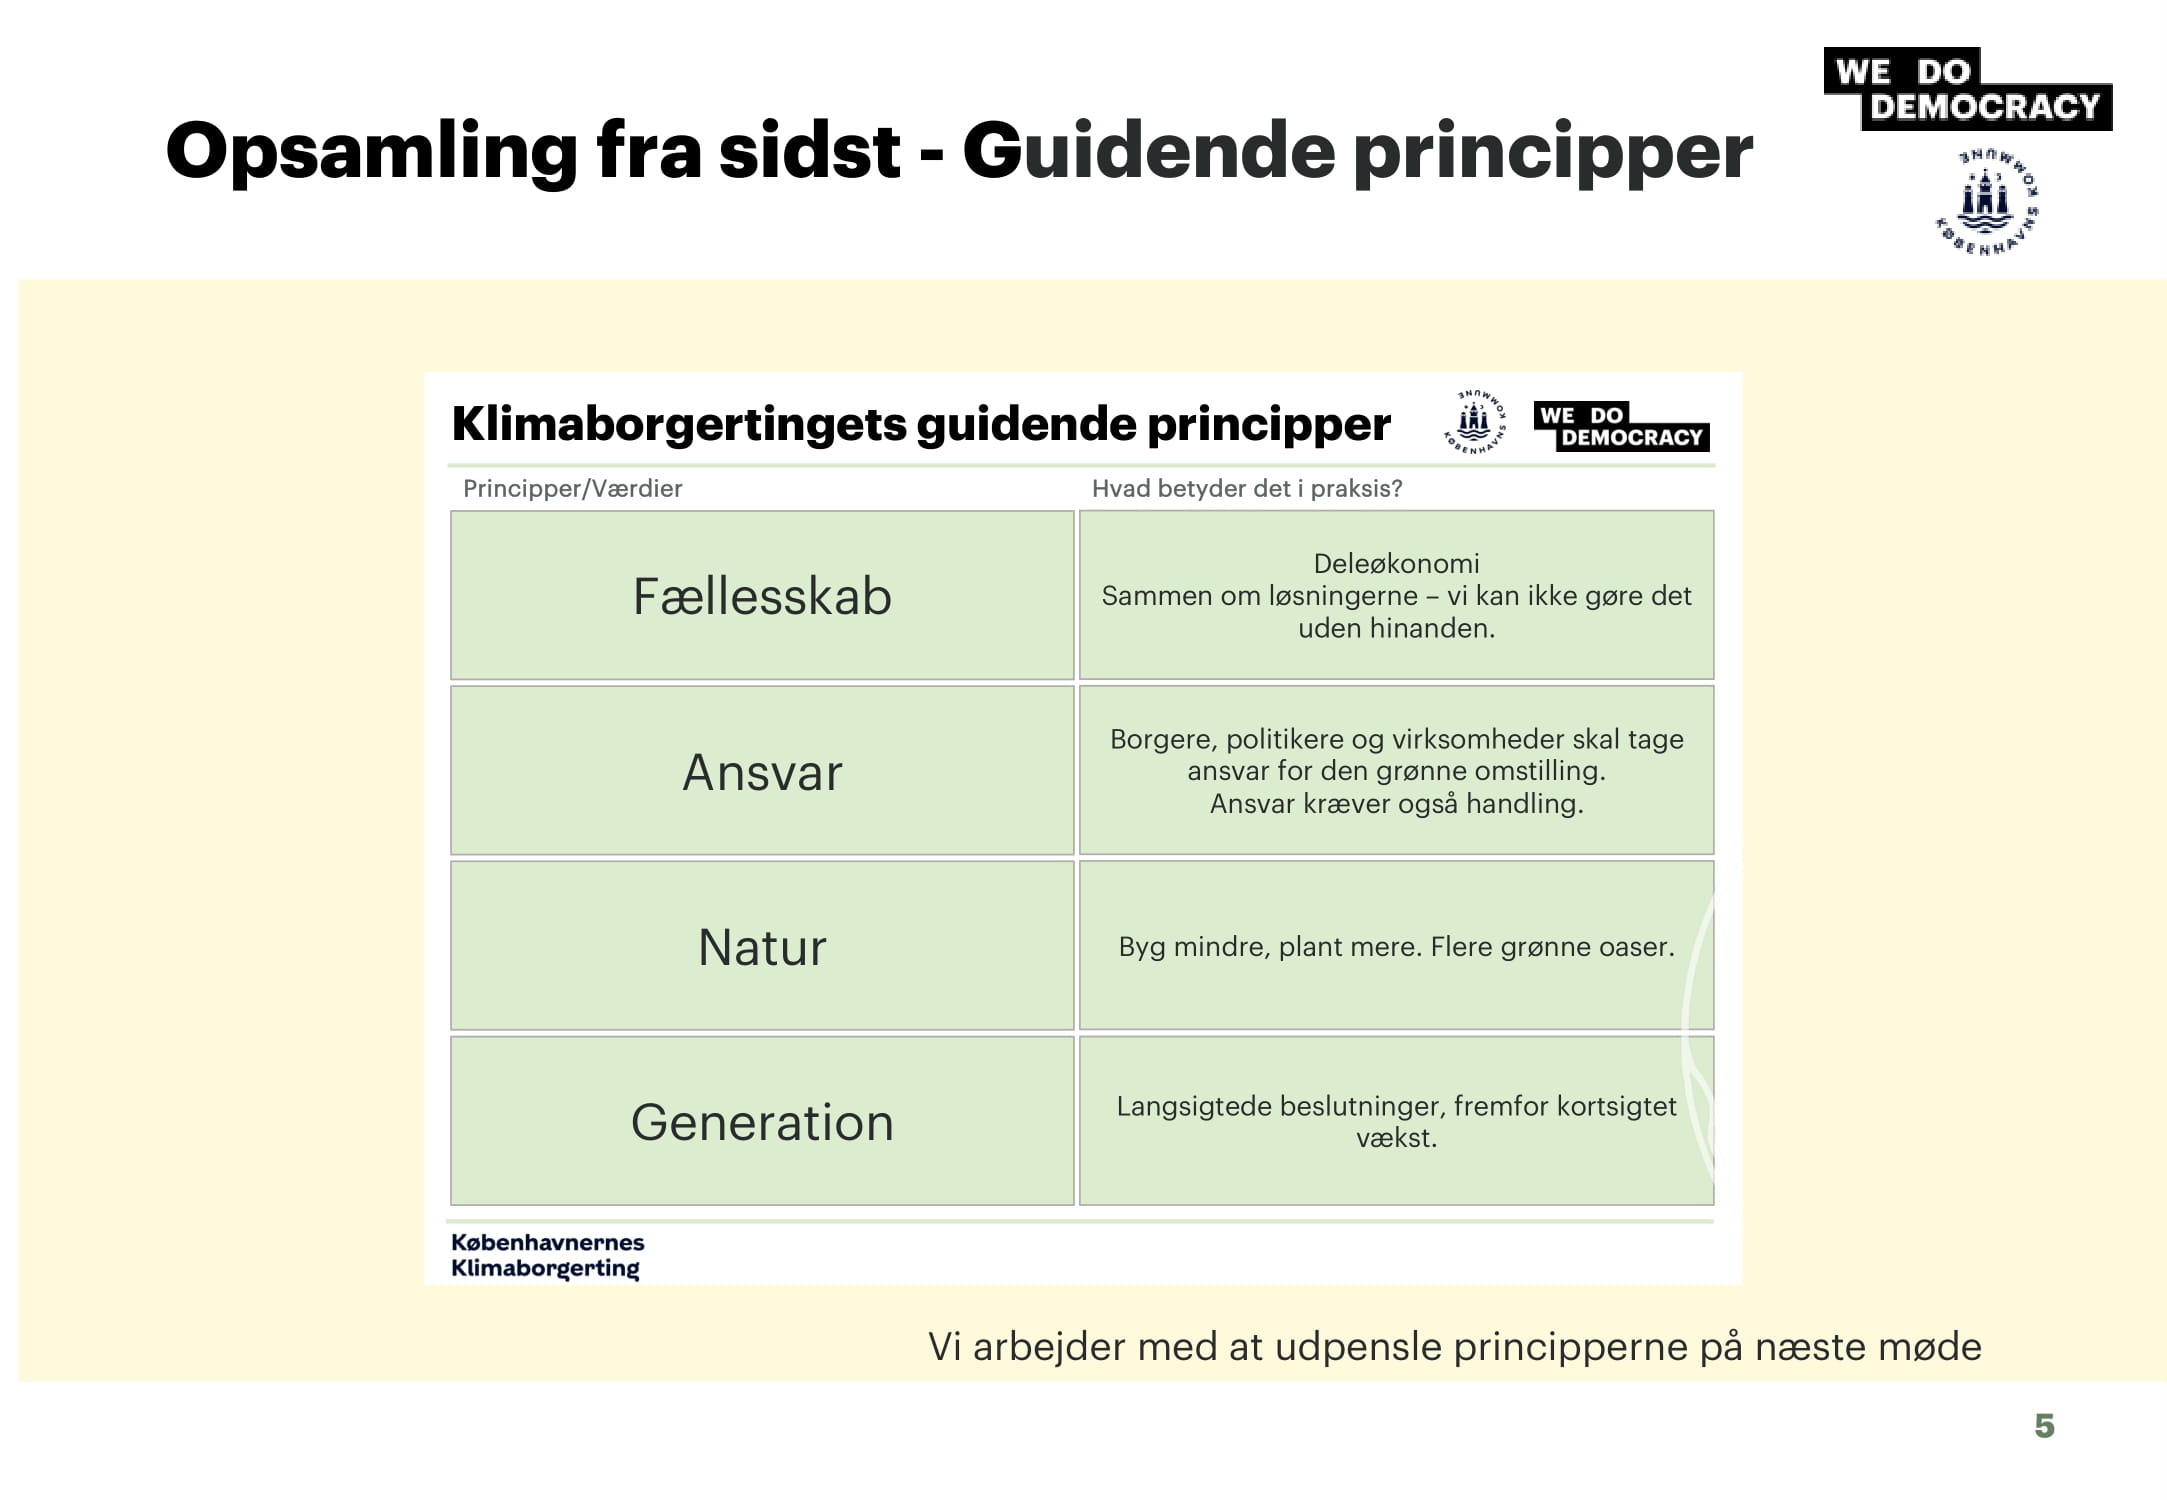 WE DO
DEMOCRACY
Opsamling fra sidst - Guidende principper
KØBENHAVNS KOMMUNE
Klimaborgertingets guidende principper
KØBENHAVNS KOMMUNE
WE DO
DEMOCRACY
Principper/Værdier
Hvad betyder det i praksis?
Fællesskab
Deleøkonomi
Sammen om løsningerne – vi kan ikke gøre det
uden hinanden.
Ansvar
Borgere, politikere og virksomheder skal tage
ansvar for den grønne omstilling.
Ansvar kræver også handling.
Natur
Byg mindre, plant mere. Flere grønne oaser.
Generation
Langsigtede beslutninger, fremfor kortsigtet
vækst.
Københavnernes
Klimaborgerting
Vi arbejder med at udpensle principperne på næste møde
5